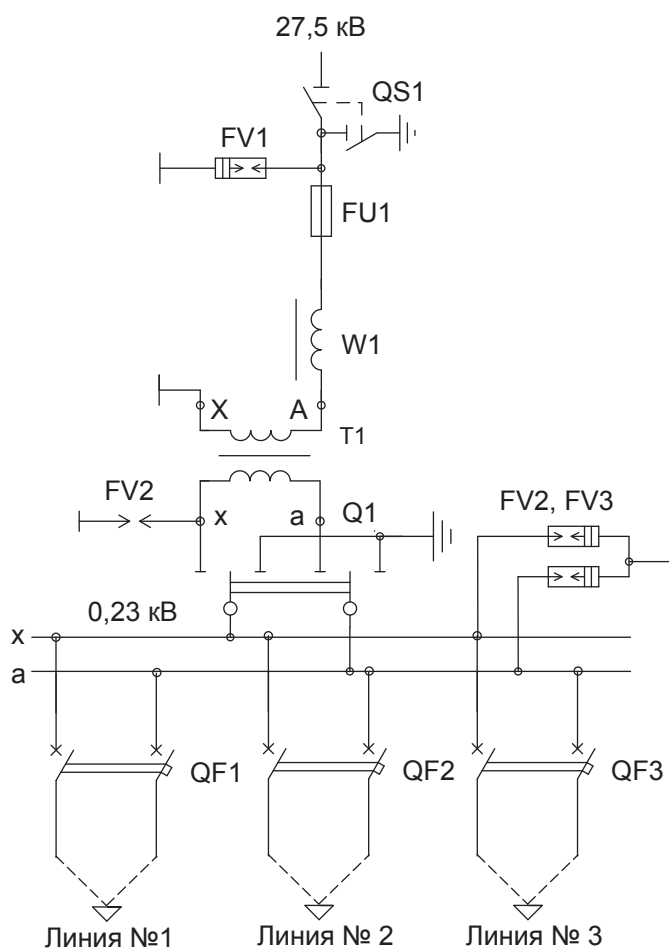 27,5 кВ
QS1
FV1
FU1
W1
X A
T1
FV2
x a Q1
FV2, FV3
0,23 кВ
x
a
QF1 QF2 QF3
Линия №1 Линия № 2 Линия № 3